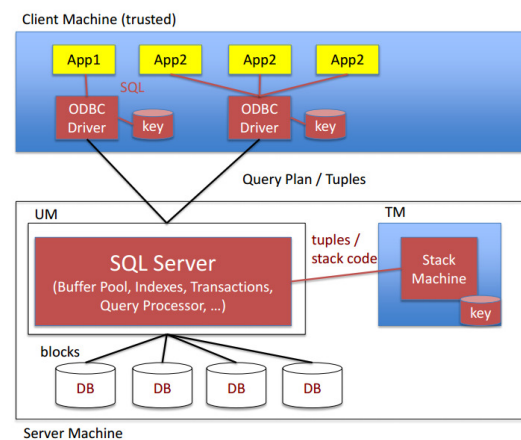 Client Machine (trusted)
App1
App2
App2
App2
SQL
ODBC
Driver
key
ODBC
Driver
key
Query Plan / Tuples
UM
TM
SQL Server
(Buffer Pool, Indexes, Transactions,
Query Processor, ...)
tuples /
stack code
Stack
Machine
key
blocks
DB
DB
DB
DB
Server Machine